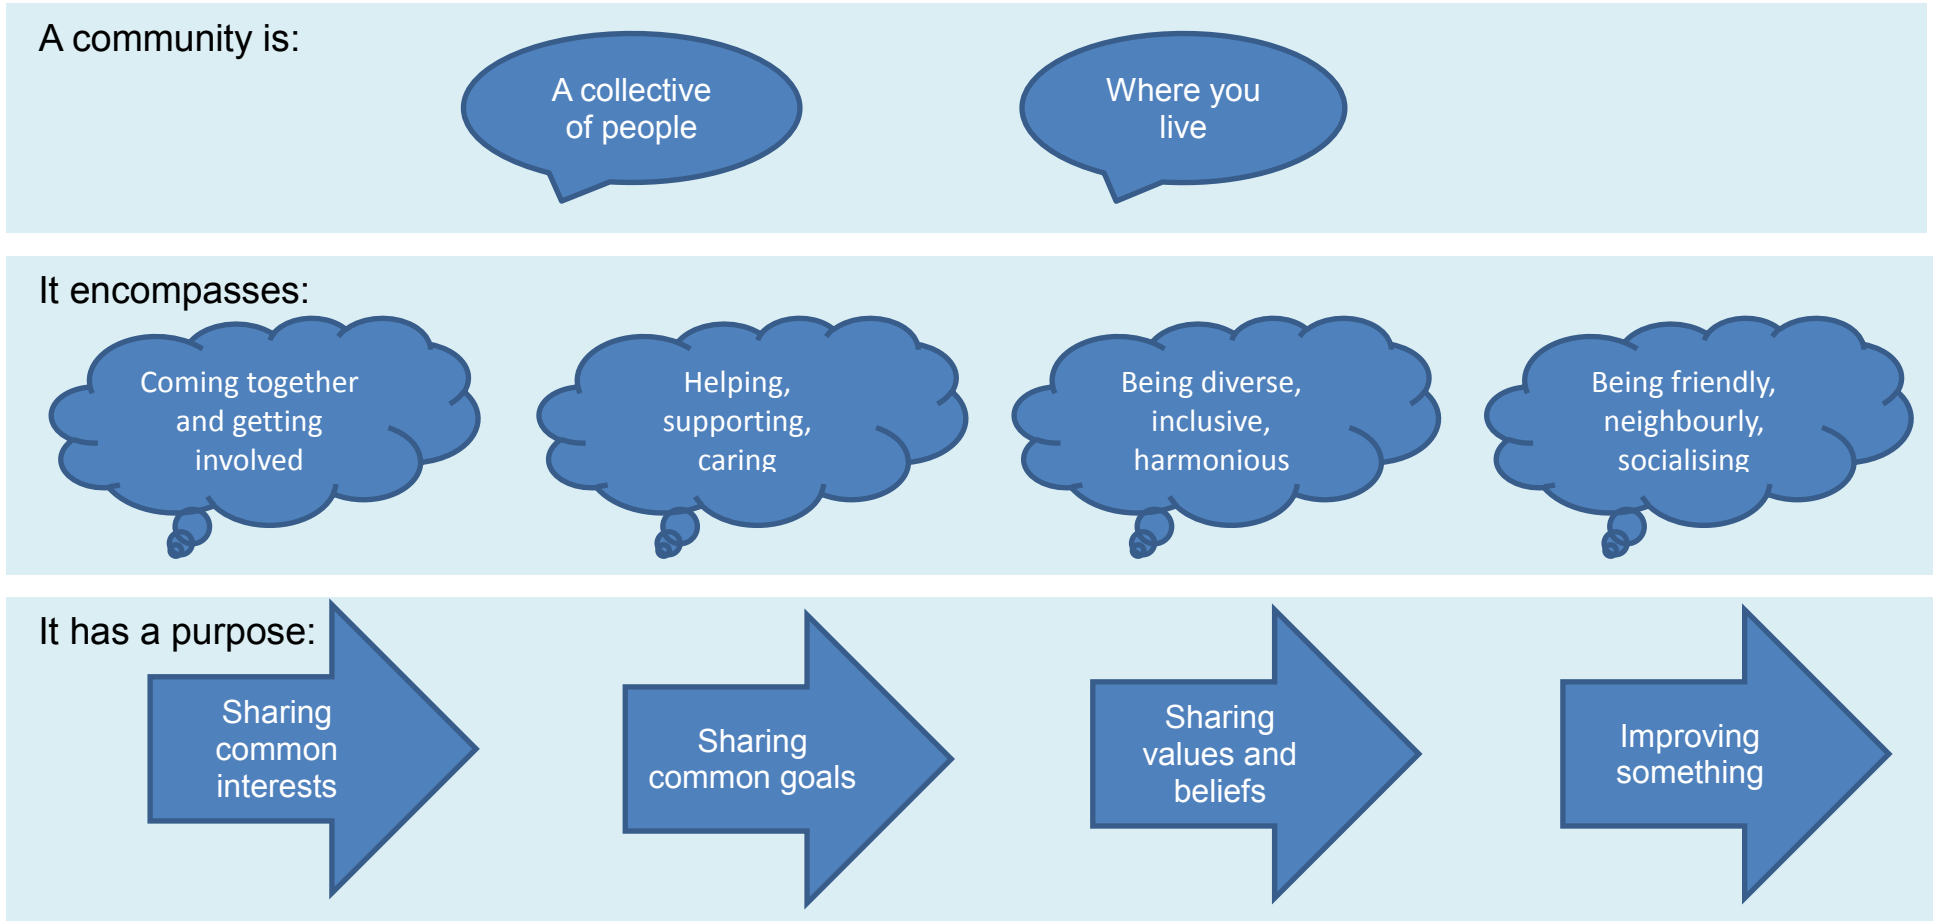 A community is:
A collective
of people
Where you
live
It encompasses:
Coming together
and getting
involved
Helping,
supporting,
caring
Being diverse,
inclusive,
harmonious
Being friendly,
neighbourly,
socialising
It has a purpose:
Sharing
common
interests
Sharing
common goals
Sharing
values and
beliefs
Improving
something